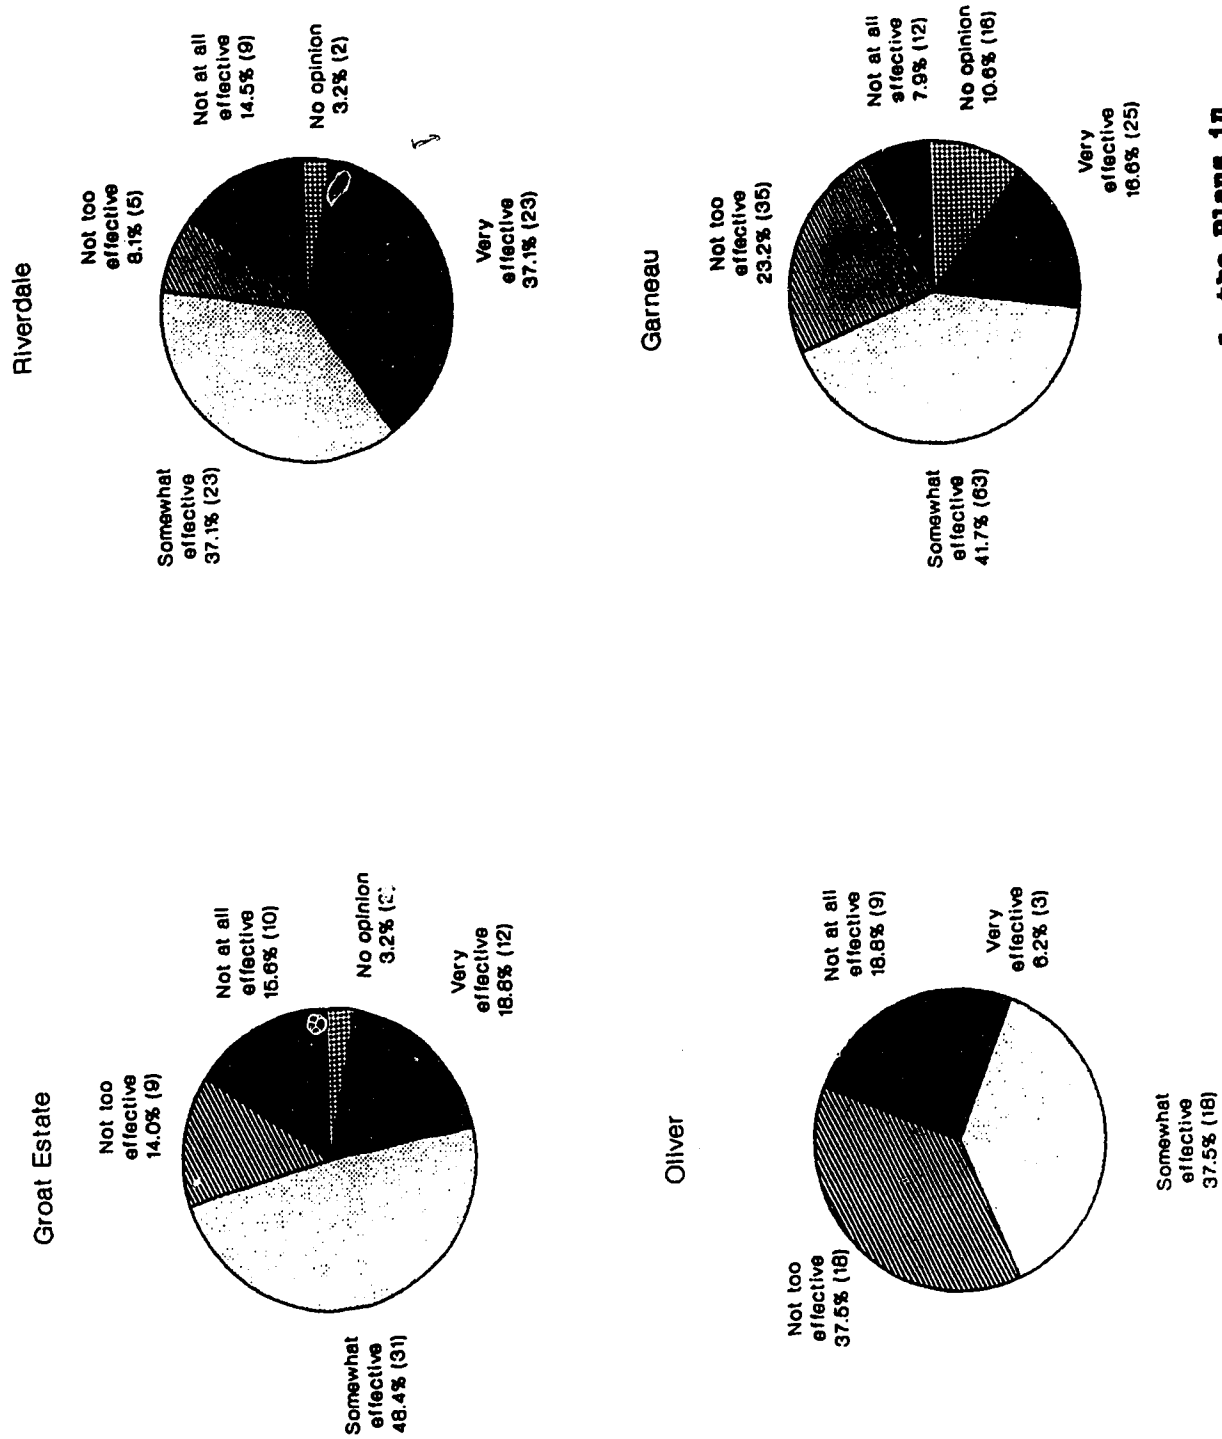 Groat Estate
Not too
effective
14.0% (9)
Not at all
effective
15.6% (10)
No opinion
3.2%
Very
effective
18.8% (12)
Somewhat
effective
48.4% (31)
Riverdale
Not too
effective
8.1% (5)
Not at all
effective
14.5% (9)
No opinion
3.2% (2)
Very
effective
37.1% (23)
Somewhat
effective
37.1% (23)
Oliver
Not too
effective
37.5% (18)
Not at all
effective
18.8% (9)
Very
effective
6.2% (3)
Somewhat
effective
37.5% (18)
Garneau
Not too
effective
23.2% (35)
Not at all
effective
7.9% (12)
No opinion
10.6% (16)
Very
effective
16.6% (25)
Somewhat
effective
41.7% (63)
the Plans in